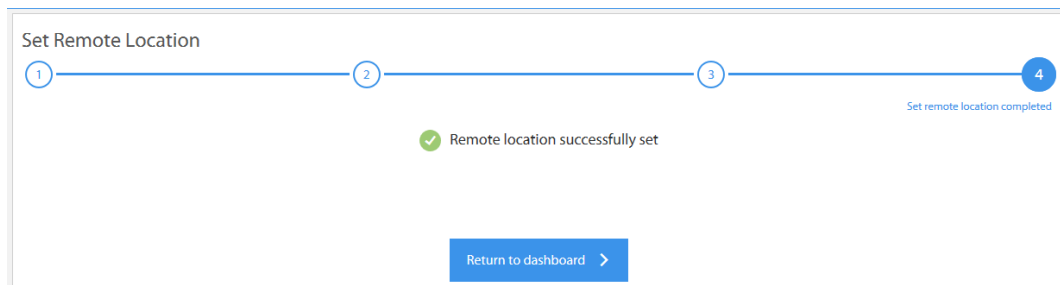 Set Remote Location
1
2
3
4
Set remote location completed
Remote location successfully set
Return to dashboard